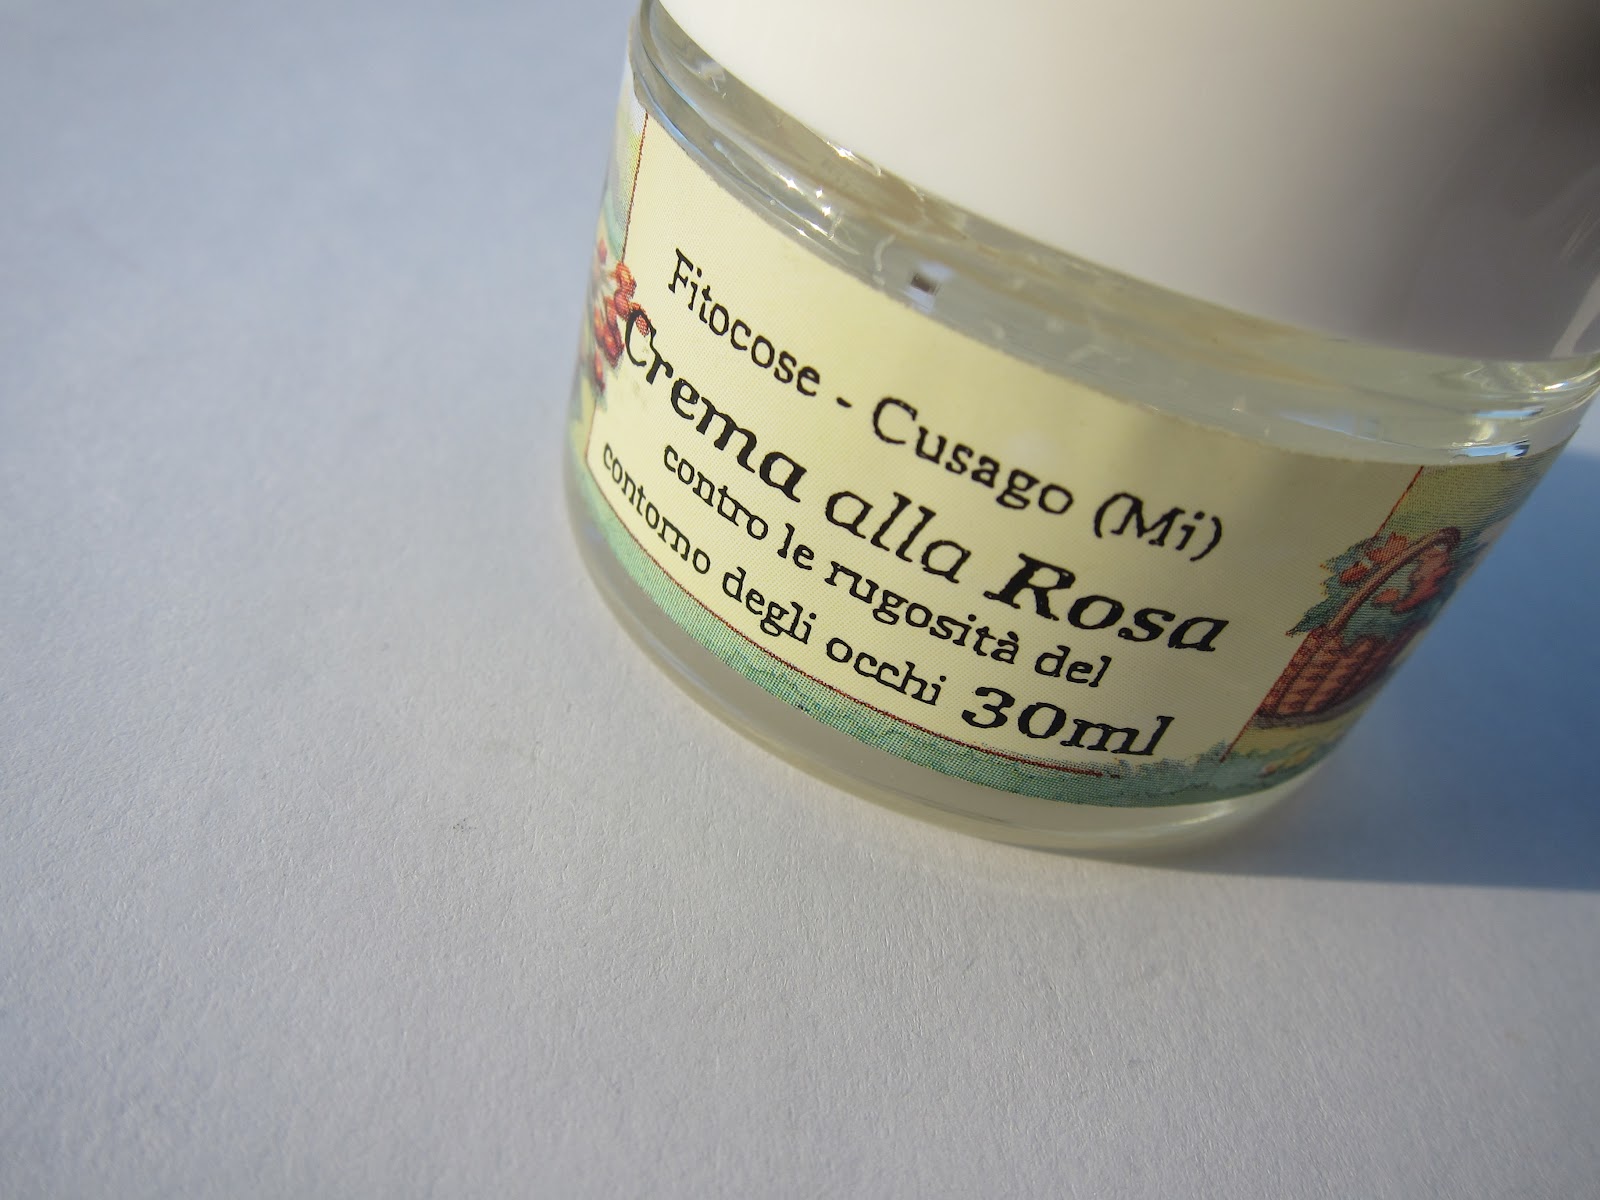 Fitocose - Cusago (Mi)
Crema alla Rosa
contro le rugosità del
contorno degli occhi 30ml